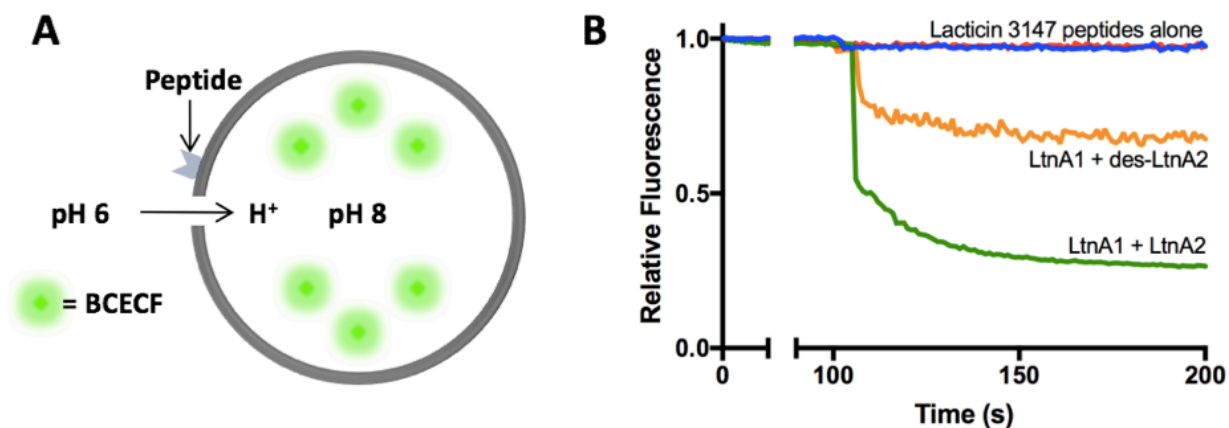 A
Peptide
pH 6
H⁺
pH 8
= BCECF
B
Relative Fluorescence
1.0
0.5
0.0
Lacticin 3147 peptides alone
LtnA1 + des-LtnA2
LtnA1 + LtnA2
0
100
150
200
Time (s)